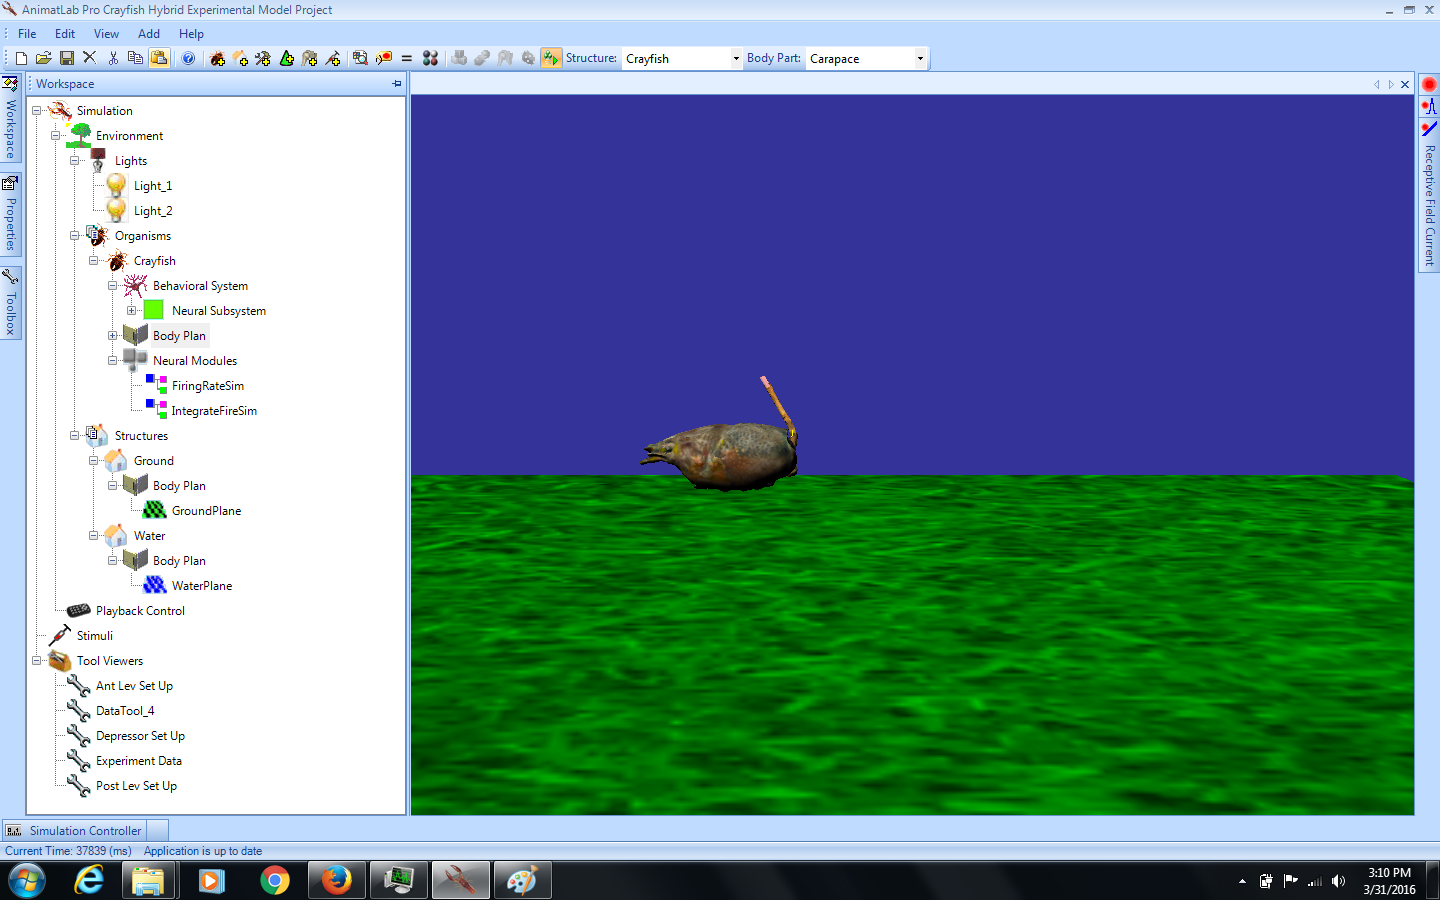 AnimatLab Pro Crayfish Hybrid Experimental Model Project
File Edit View Add Help
Structure: Crayfish Body Part: Carapace
Workspace
Workspace
Properties
Toolbox
Simulation
Environment
Lights
Light_1
Light_2
Organisms
Crayfish
Behavioral System
Neural Subsystem
Body Plan
Neural Modules
FiringRateSim
IntegrateFireSim
Structures
Ground
Body Plan
GroundPlane
Water
Body Plan
WaterPlane
Playback Control
Stimuli
Tool Viewers
Ant Lev Set Up
DataTool_4
Depressor Set Up
Experiment Data
Post Lev Set Up
Receptive Field Current
Simulation Controller
Current Time: 37839 (ms) Application is up to date
3:10 PM
3/31/2016